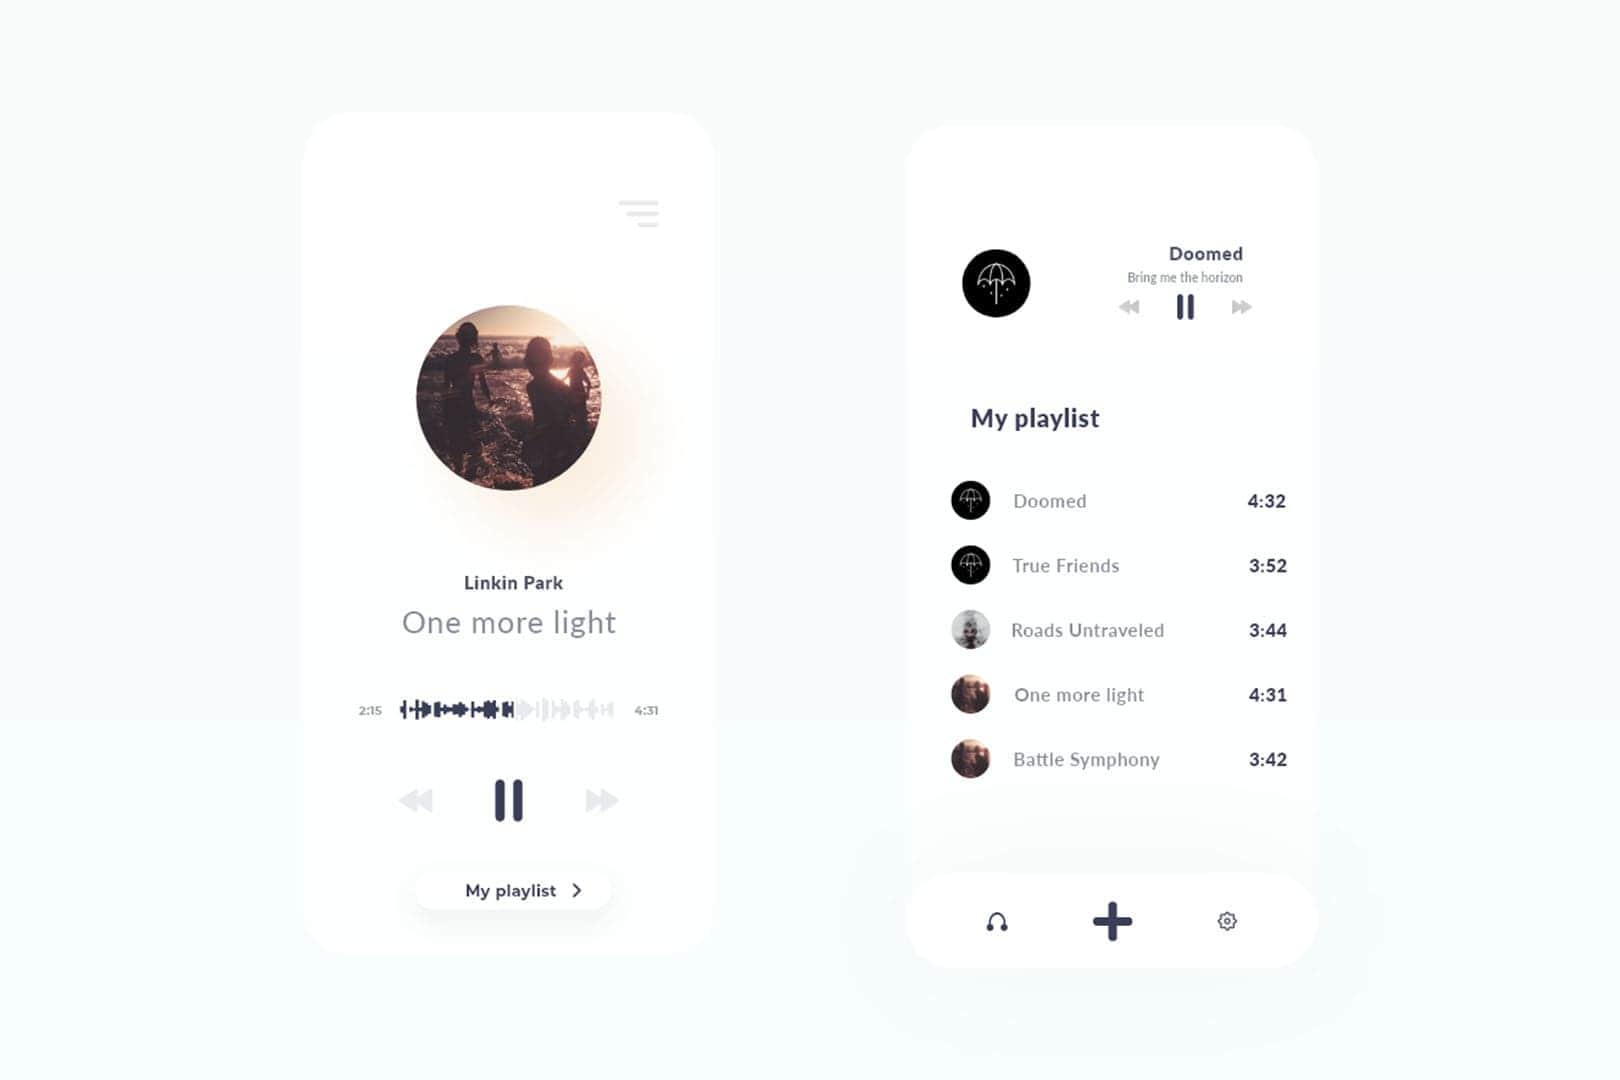 Linkin Park
One more light
2:15
4:31
My playlist
Doomed
Bring me the horizon
My playlist
Doomed 4:32
True Friends 3:52
Roads Untraveled 3:44
One more light 4:31
Battle Symphony 3:42